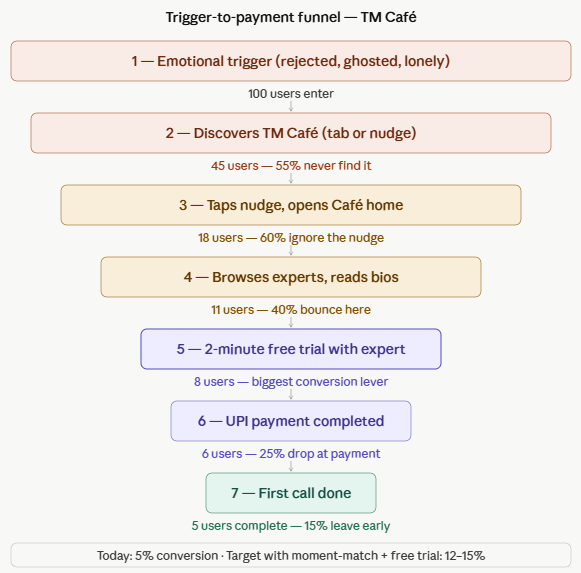 Trigger-to-payment funnel — TM Café
1 — Emotional trigger (rejected, ghosted, lonely)
100 users enter
2 — Discovers TM Café (tab or nudge)
45 users — 55% never find it
3 — Taps nudge, opens Café home
18 users — 60% ignore the nudge
4 — Browses experts, reads bios
11 users — 40% bounce here
5 — 2-minute free trial with expert
8 users — biggest conversion lever
6 — UPI payment completed
6 users — 25% drop at payment
7 — First call done
5 users complete — 15% leave early
Today: 5% conversion · Target with moment-match + free trial: 12–15%